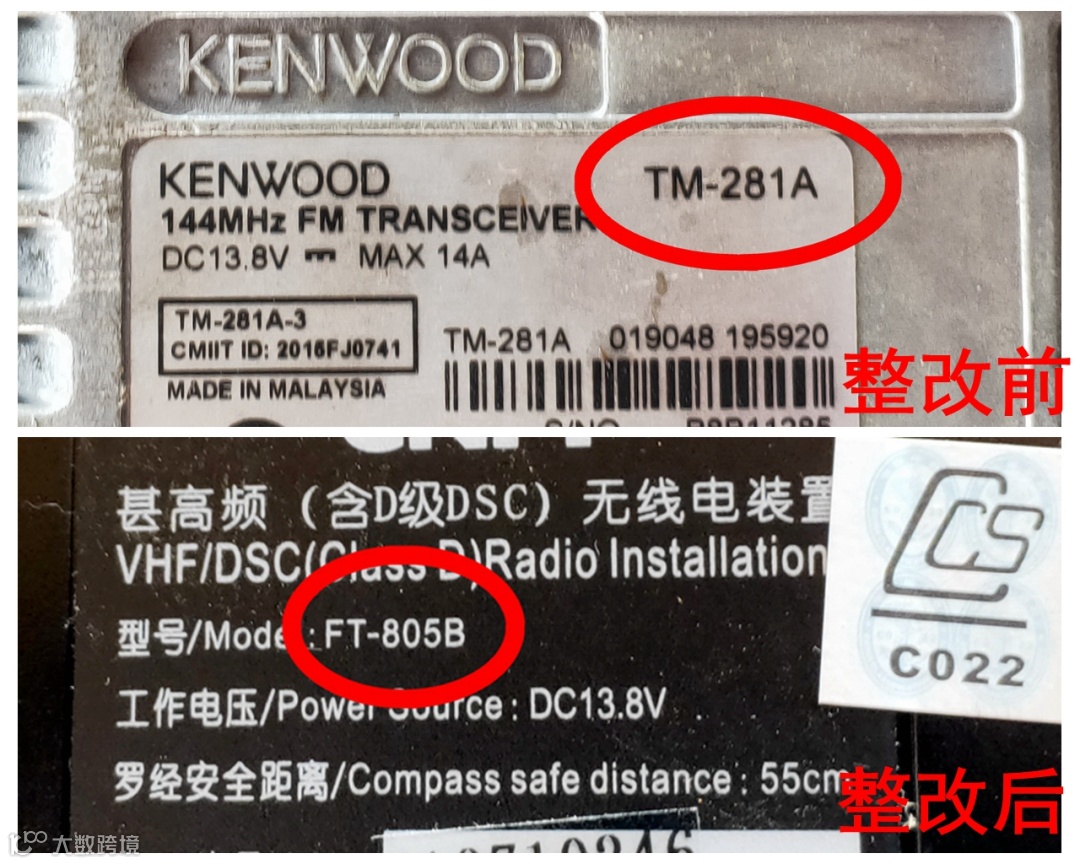 KENWOOD
KENWOOD
TM-281A
144MHz FM TRANSCEIVER
DC13.8V MAX 14A
TM-281A-3
CMIIT ID: 2016FJ0741
TM-281A 019048 195920
MADE IN MALAYSIA
整改前
甚高频（含D级DSC）无线电装置
VHF/DSC(Class D)Radio Installation
型号/Model : FT-805B
工作电压/Power Source : DC13.8V
罗经安全距离/Compass safe distance : 55cm
CCS
C022
整改后
大数跨境